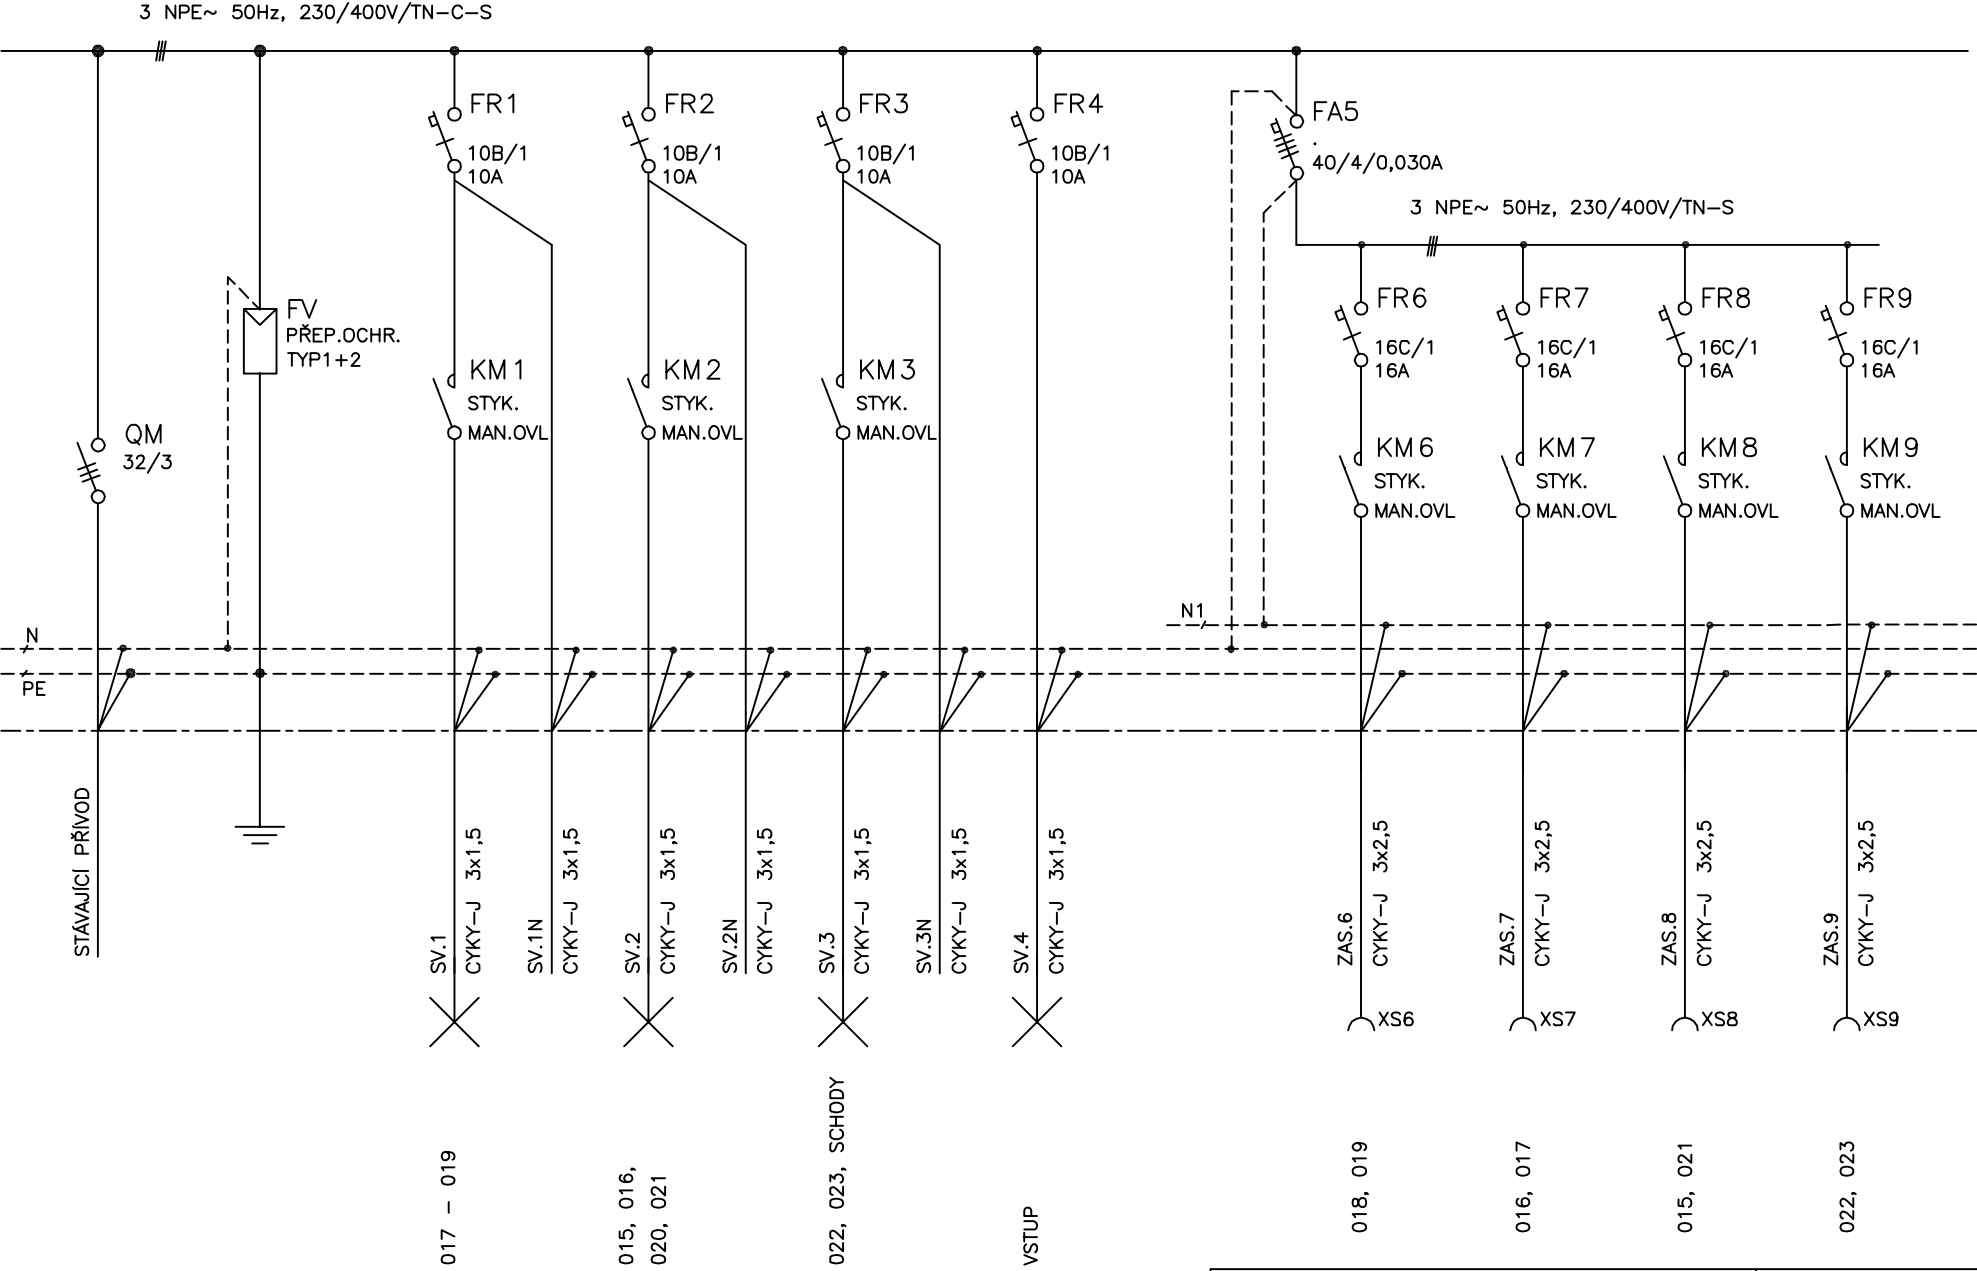 3 NPE~ 50Hz, 230/400V/TN-C-S
FR1
10B/1
10A
FR2
10B/1
10A
FR3
10B/1
10A
FR4
10B/1
10A
FA5
.
40/4/0,030A
3 NPE~ 50Hz, 230/400V/TN-S
FV
PŘEP.OCHR.
TYP1+2
FR6
16C/1
16A
FR7
16C/1
16A
FR8
16C/1
16A
FR9
16C/1
16A
KM1
STYK.
MAN.OVL
KM2
STYK.
MAN.OVL
KM3
STYK.
MAN.OVL
QM
32/3
KM6
STYK.
MAN.OVL
KM7
STYK.
MAN.OVL
KM8
STYK.
MAN.OVL
KM9
STYK.
MAN.OVL
N1
N
PE
STÁVAJÍCÍ PŘÍVOD
SV.1
CYKY-J 3x1,5
SV.1N
CYKY-J 3x1,5
SV.2
CYKY-J 3x1,5
SV.2N
CYKY-J 3x1,5
SV.3
CYKY-J 3x1,5
SV.3N
CYKY-J 3x1,5
SV.4
CYKY-J 3x1,5
ZAS.6
CYKY-J 3x2,5
ZAS.7
CYKY-J 3x2,5
ZAS.8
CYKY-J 3x2,5
ZAS.9
CYKY-J 3x2,5
XS6
XS7
XS8
XS9
017 - 019
015, 016,
020, 021
022, 023, SCHODY
VSTUP
018, 019
016, 017
015, 021
022, 023